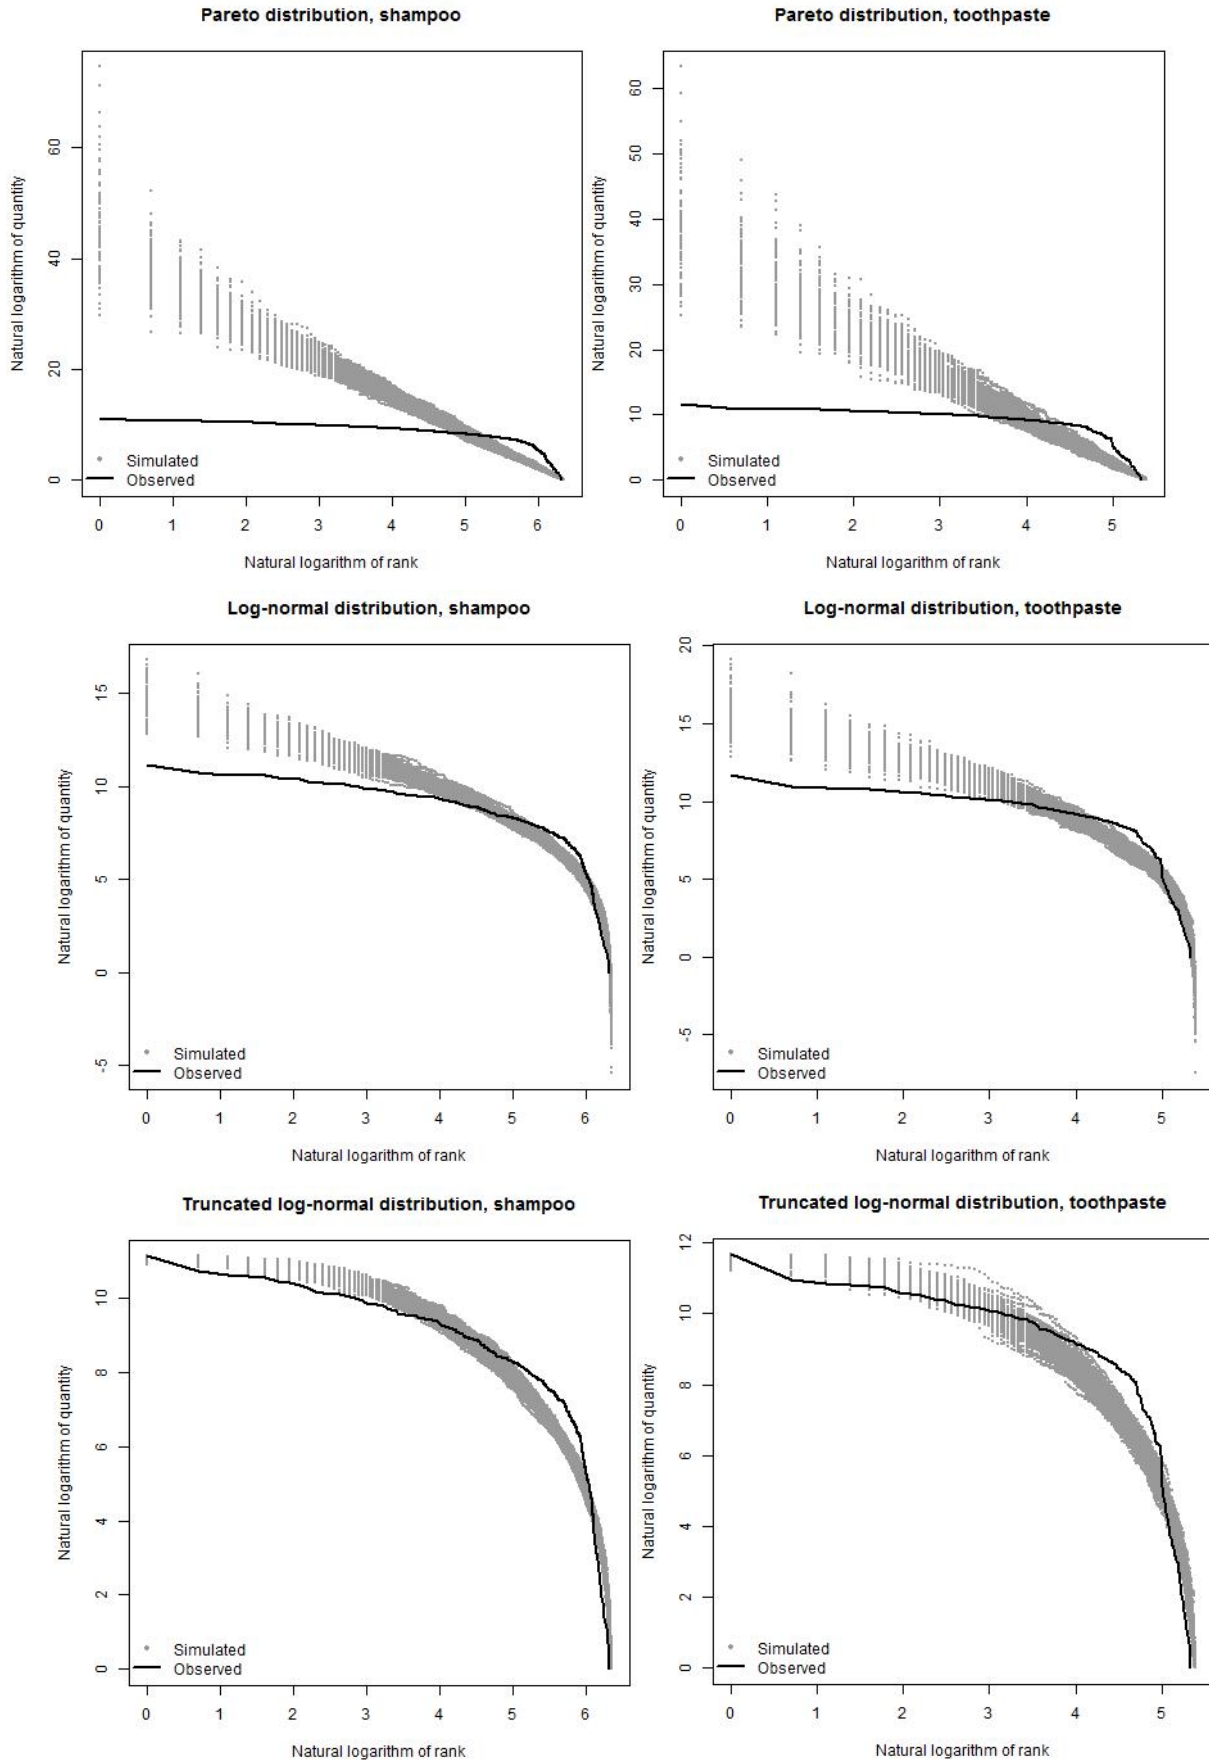 Pareto distribution, shampoo
Natural logarithm of quantity
60
40
20
0
Simulated
Observed
0 1 2 3 4 5 6
Natural logarithm of rank
Pareto distribution, toothpaste
Natural logarithm of quantity
60
50
40
30
20
10
0
Simulated
Observed
0 1 2 3 4 5
Natural logarithm of rank
Log-normal distribution, shampoo
Natural logarithm of quantity
15
10
5
0
-5
Simulated
Observed
0 1 2 3 4 5 6
Natural logarithm of rank
Log-normal distribution, toothpaste
Natural logarithm of quantity
20
15
10
5
0
-5
Simulated
Observed
0 1 2 3 4 5
Natural logarithm of rank
Truncated log-normal distribution, shampoo
Natural logarithm of quantity
10
8
6
4
2
0
Simulated
Observed
0 1 2 3 4 5 6
Natural logarithm of rank
Truncated log-normal distribution, toothpaste
Natural logarithm of quantity
12
10
8
6
4
2
0
Simulated
Observed
0 1 2 3 4 5
Natural logarithm of rank